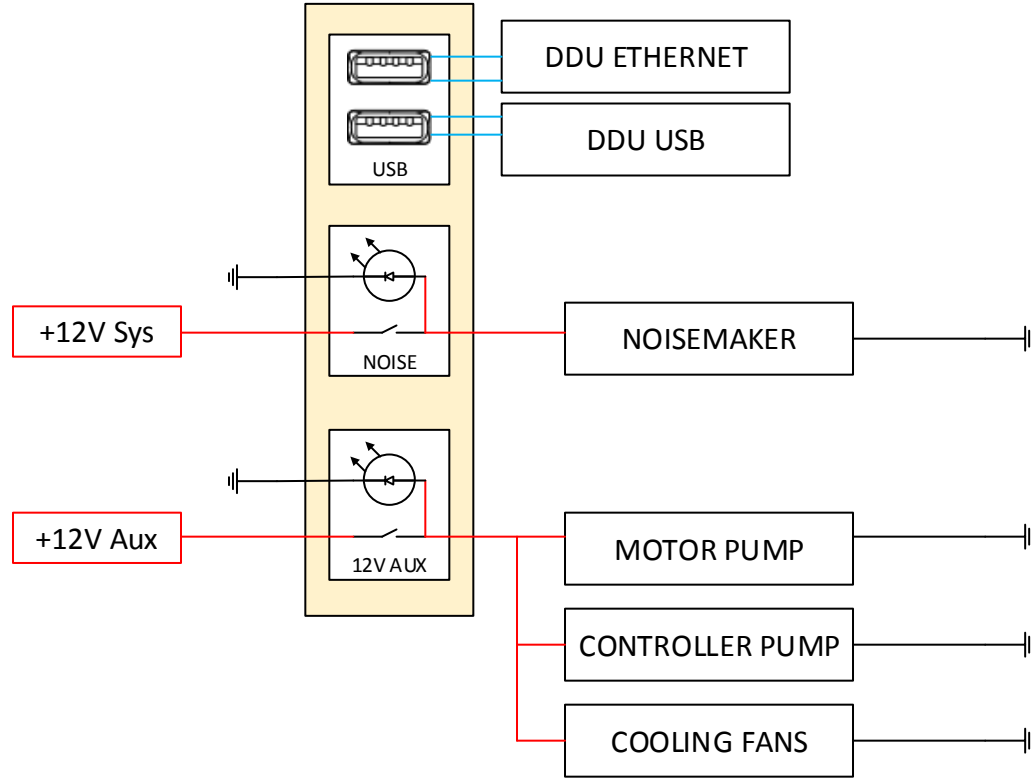 DDU ETHERNET
DDU USB
USB
+12V Sys
NOISE
NOISEMAKER
+12V Aux
12V AUX
MOTOR PUMP
CONTROLLER PUMP
COOLING FANS